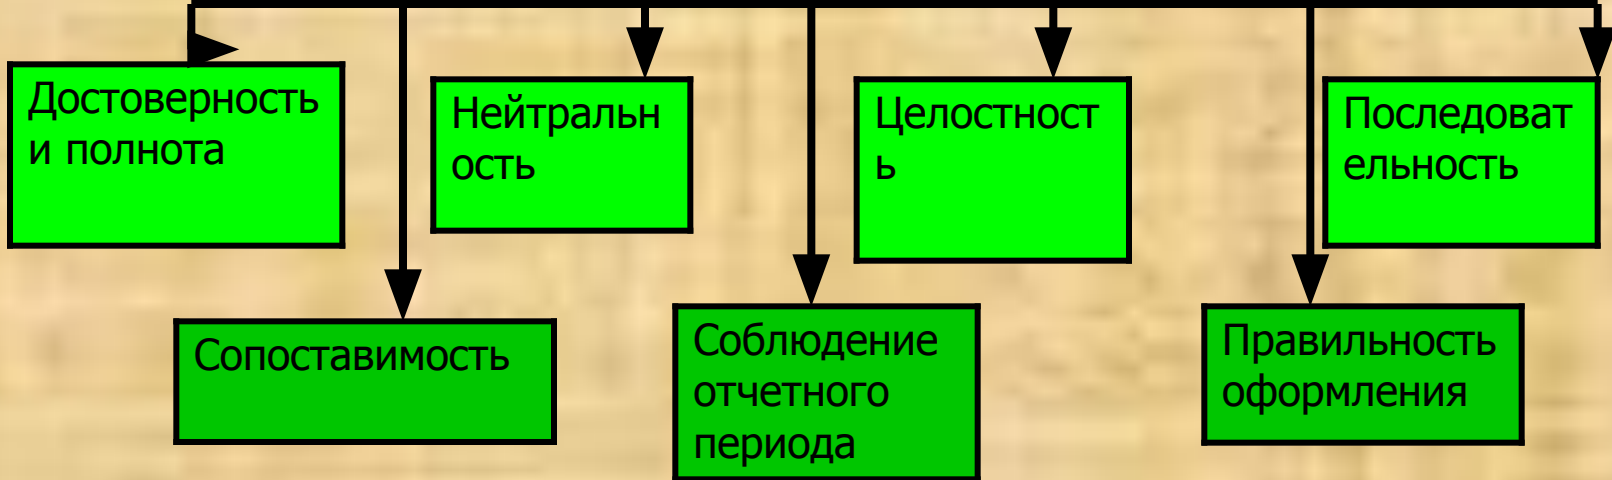 Достоверность
и полнота
Нейтральн
ость
Целостност
ь
Последоват
ельность
Сопоставимость
Соблюдение
отчетного
периода
Правильность
оформления